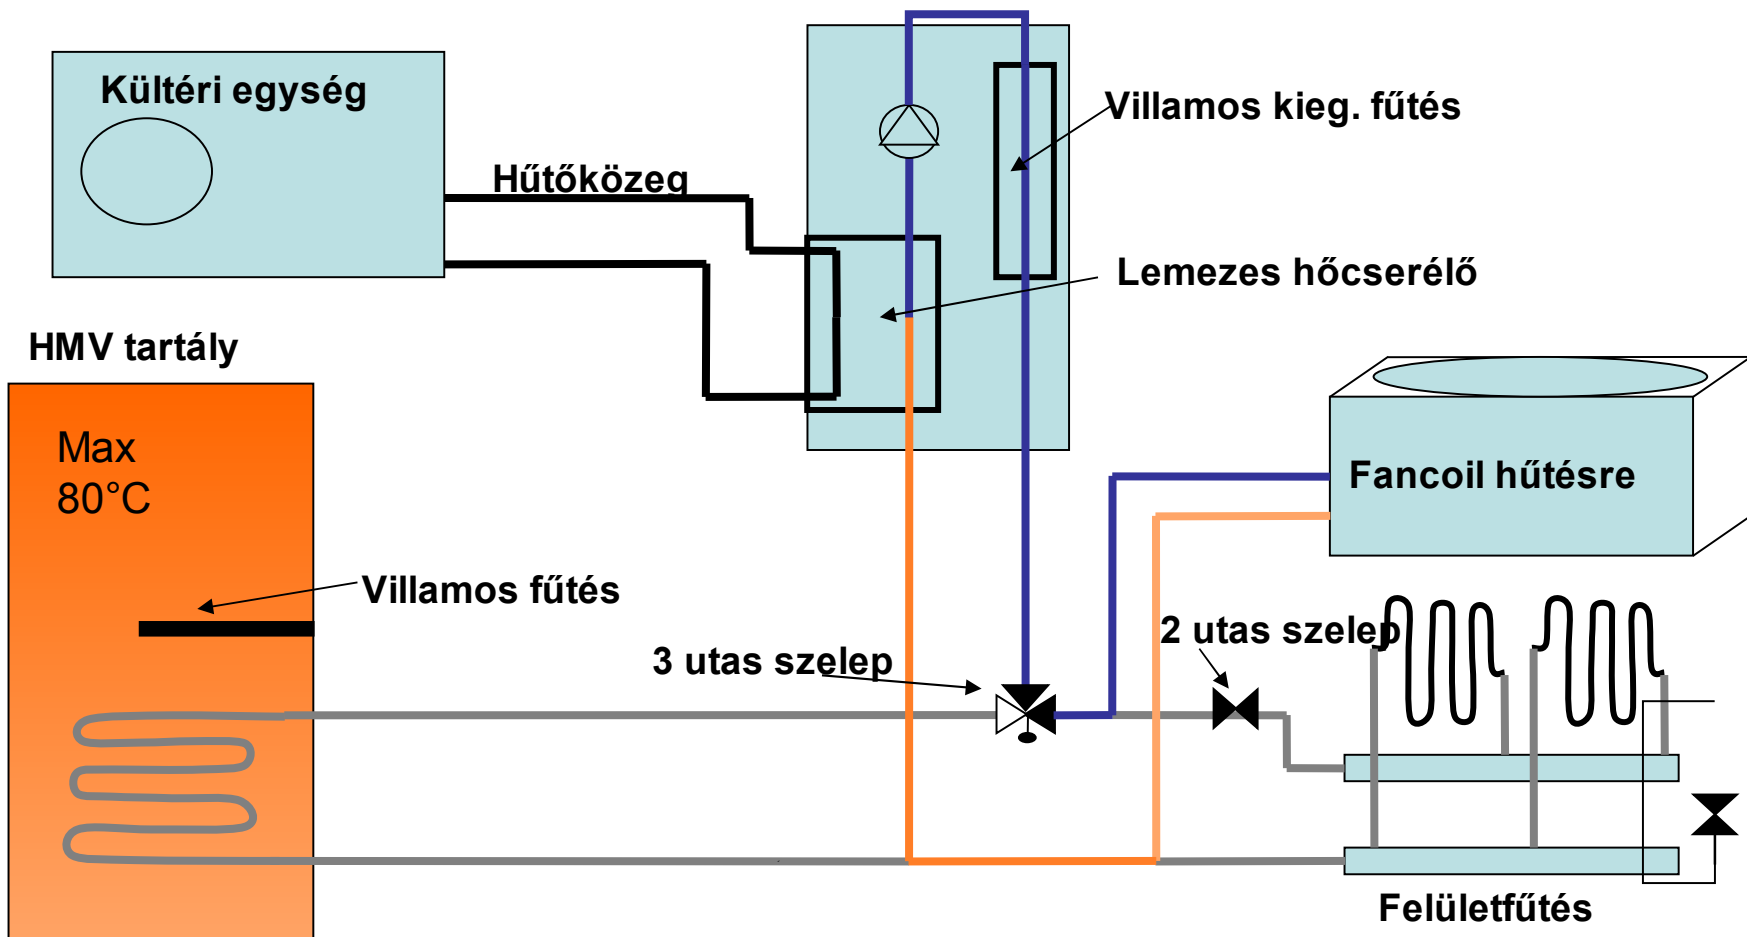 Kültéri egység
Villamos kieg. fűtés
Hűtőközeg
Lemezes hőcserélő
HMV tartály
Max
80°C
Fancoil hűtésre
Villamos fűtés
2 utas szelep
3 utas szelep
Felületfűtés